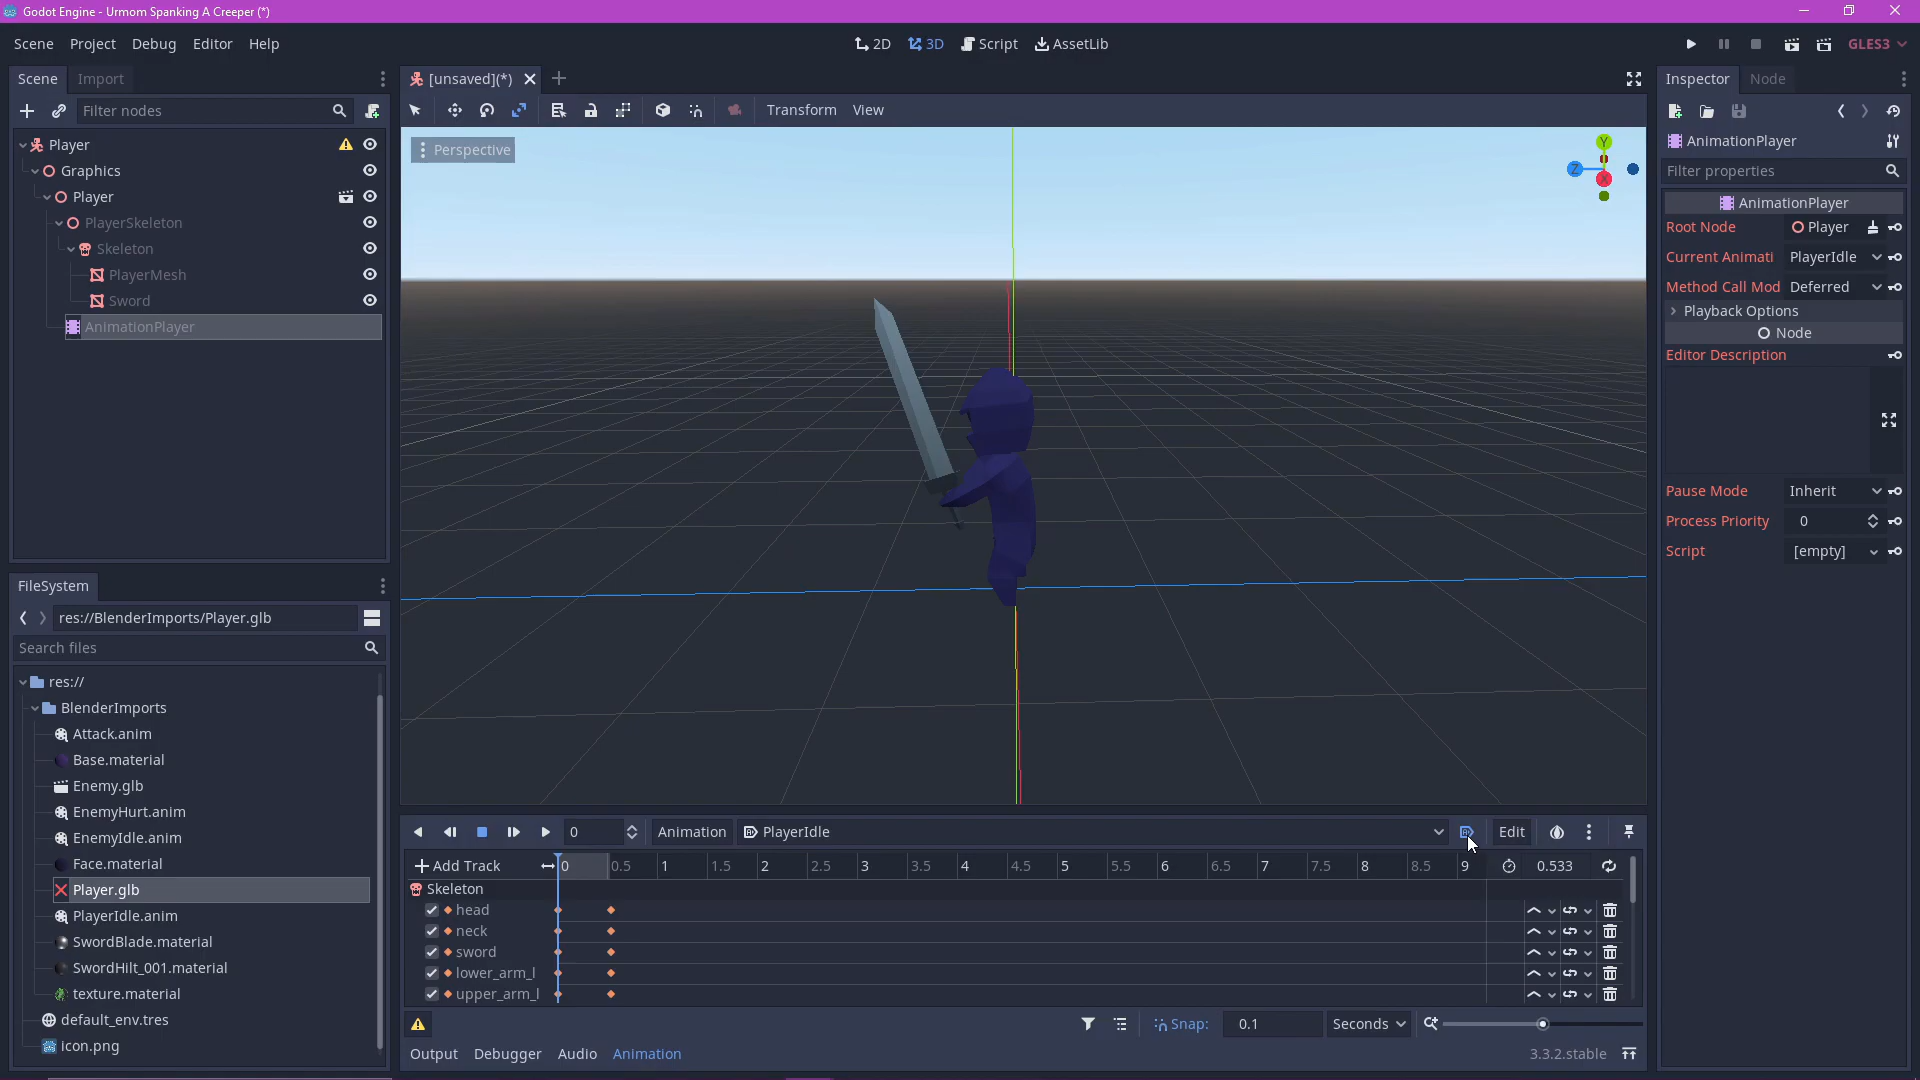 Godot Engine - Urmom Spanking A Creeper (*)
Scene Project Debug Editor Help
2D 3D Script AssetLib
GLES3
Scene Import
[unsaved](*)
Inspector Node
Filter nodes
Transform View
Player
Graphics
Player
PlayerSkeleton
Skeleton
PlayerMesh
Sword
AnimationPlayer
Perspective
Y
Z
X
AnimationPlayer
Filter properties
AnimationPlayer
Root Node Player
Current Animati PlayerIdle
Method Call Mod Deferred
Playback Options
Node
Editor Description
Pause Mode Inherit
Process Priority 0
Script [empty]
FileSystem
res://BlenderImports/Player.glb
Search files
res://
BlenderImports
Attack.anim
Base.material
Enemy.glb
EnemyHurt.anim
EnemyIdle.anim
Face.material
Player.glb
PlayerIdle.anim
SwordBlade.material
SwordHilt_001.material
texture.material
default_env.tres
icon.png
0 Animation PlayerIdle Edit
Add Track 0 0.5 1 1.5 2 2.5 3 3.5 4 4.5 5 5.5 6 6.5 7 7.5 8 8.5 9 0.533
Skeleton
head
neck
sword
lower_arm_l
upper_arm_l
Snap: 0.1 Seconds
Output Debugger Audio Animation 3.3.2.stable